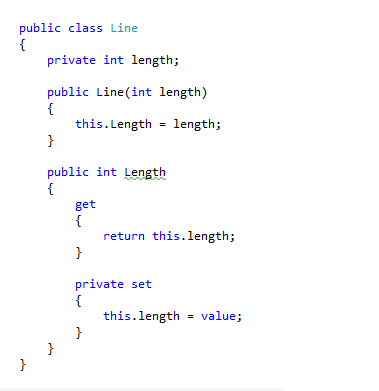 public class Line
{
    private int length;

    public Line(int length)
    {
        this.Length = length;
    }

    public int Length
    {
        get
        {
            return this.length;
        }

        private set
        {
            this.length = value;
        }
    }
}